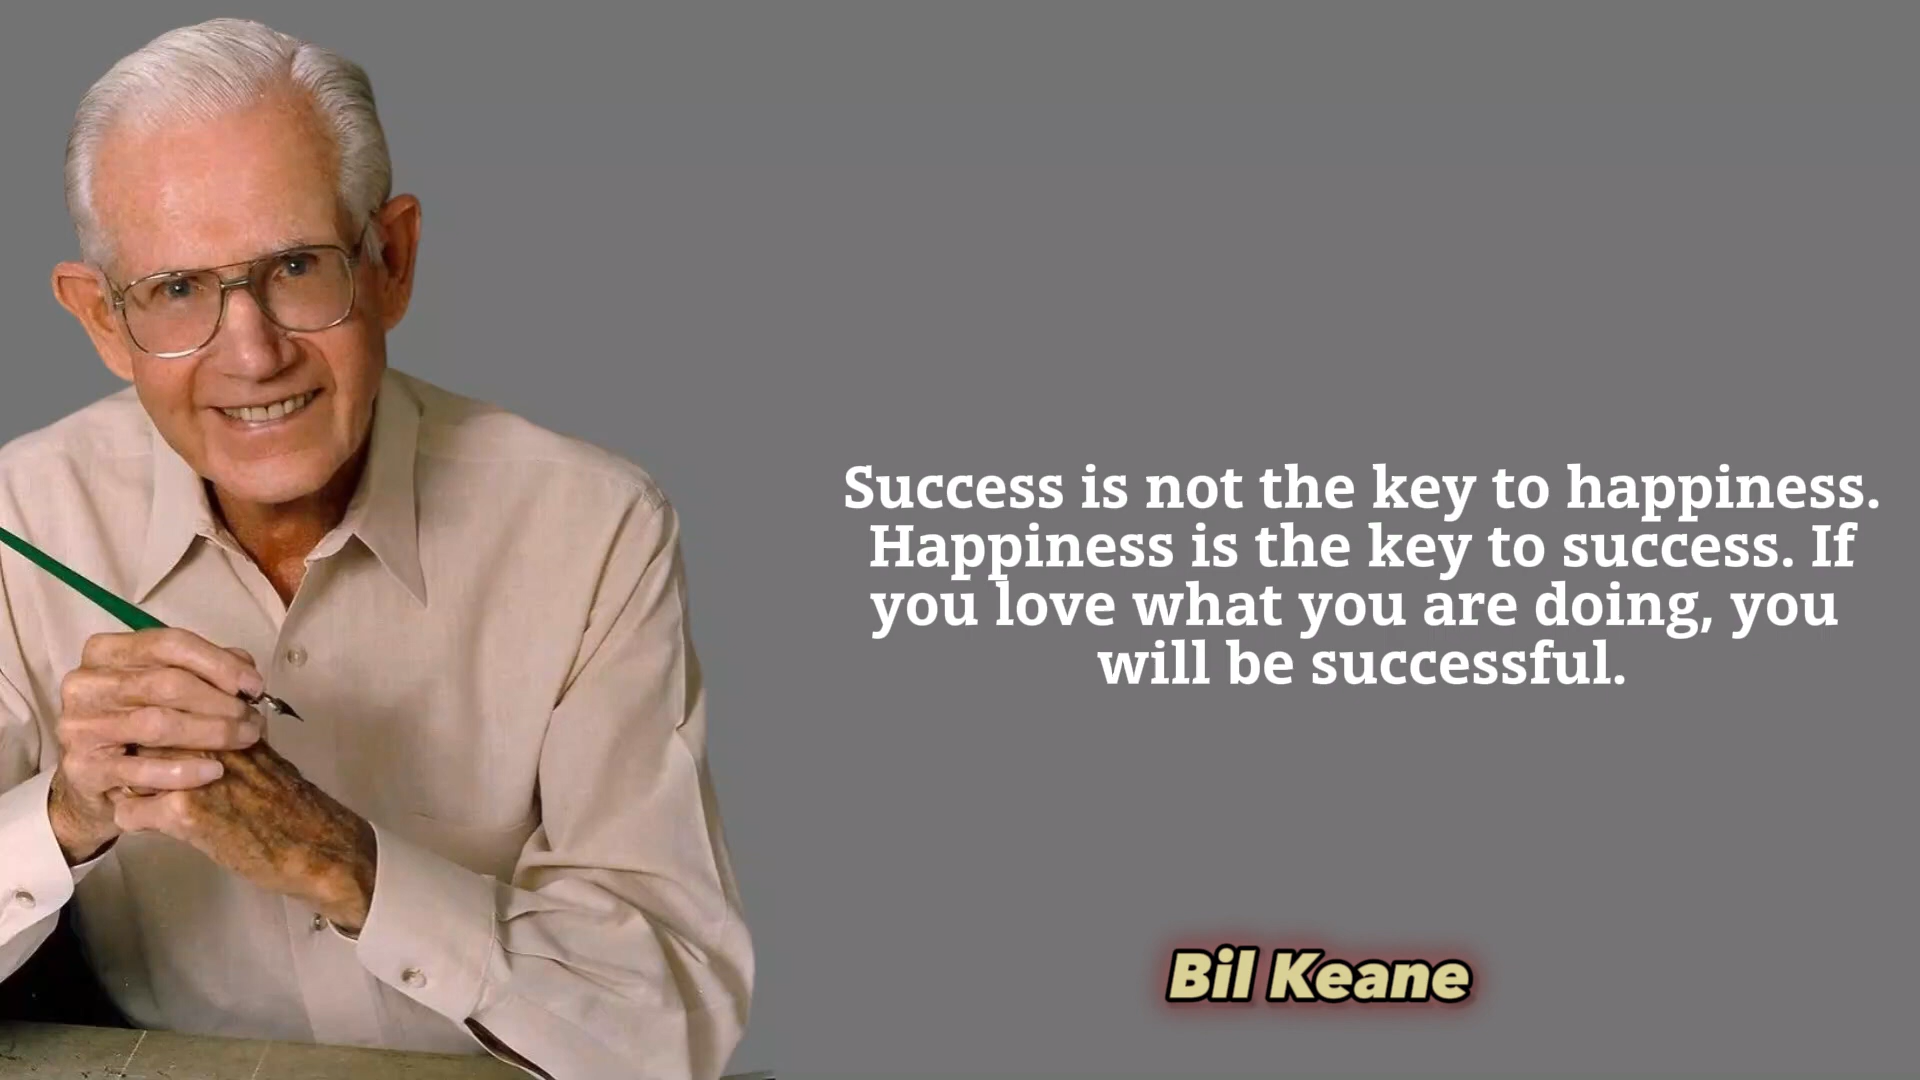 Success is not the key to happiness.
Happiness is the key to success. If
you love what you are doing, you
will be successful.
Bil Keane